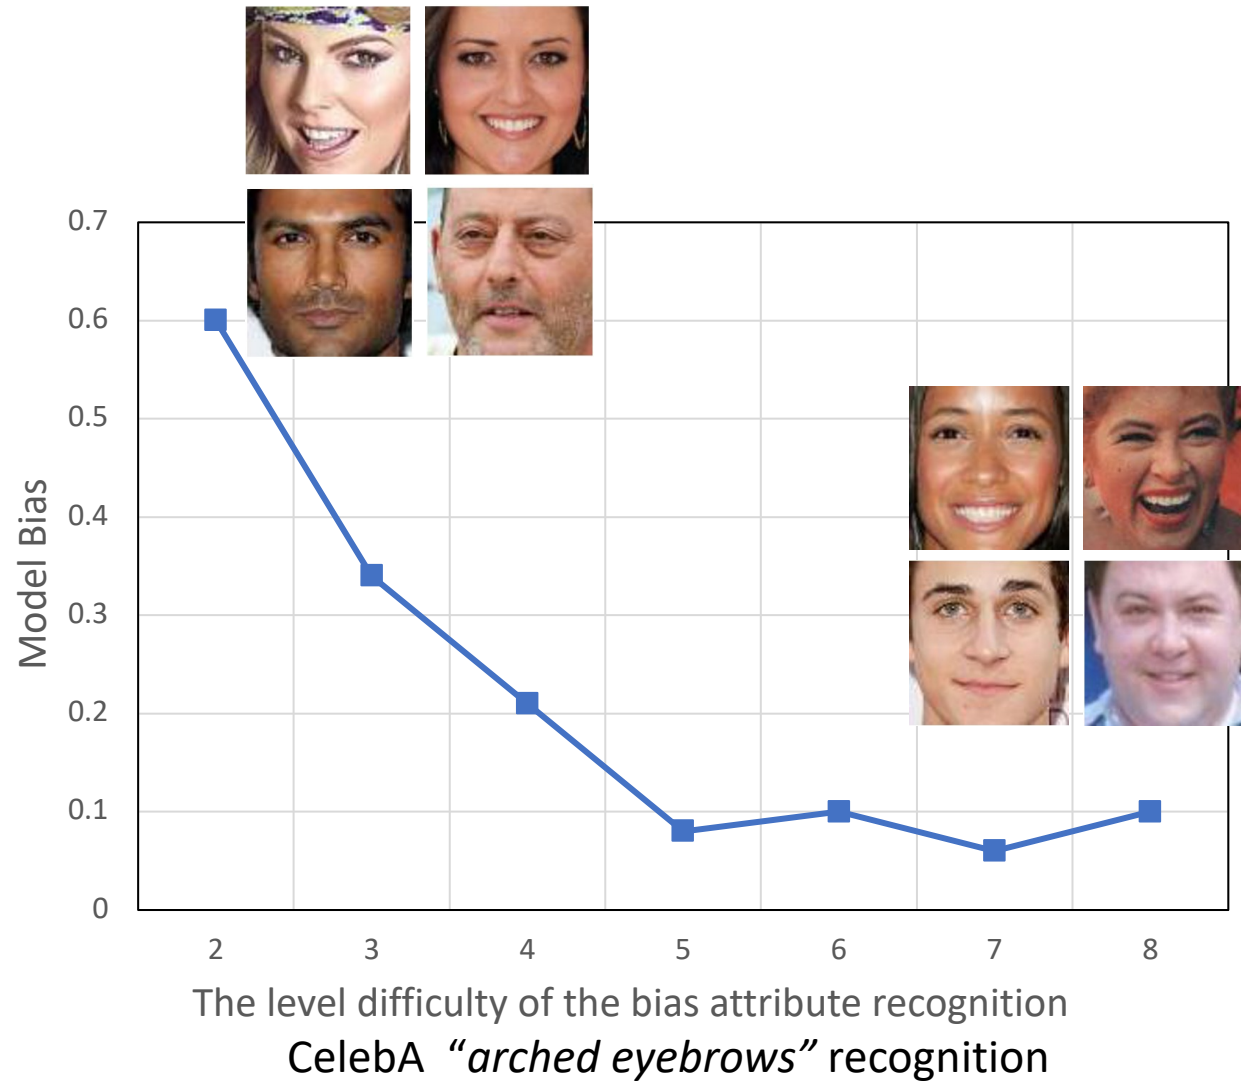 0.7
0.6
0.5
0.4
0.3
0.2
0.1
0
Model Bias
2 3 4 5 6 7 8
The level difficulty of the bias attribute recognition
CelebA “arched eyebrows” recognition